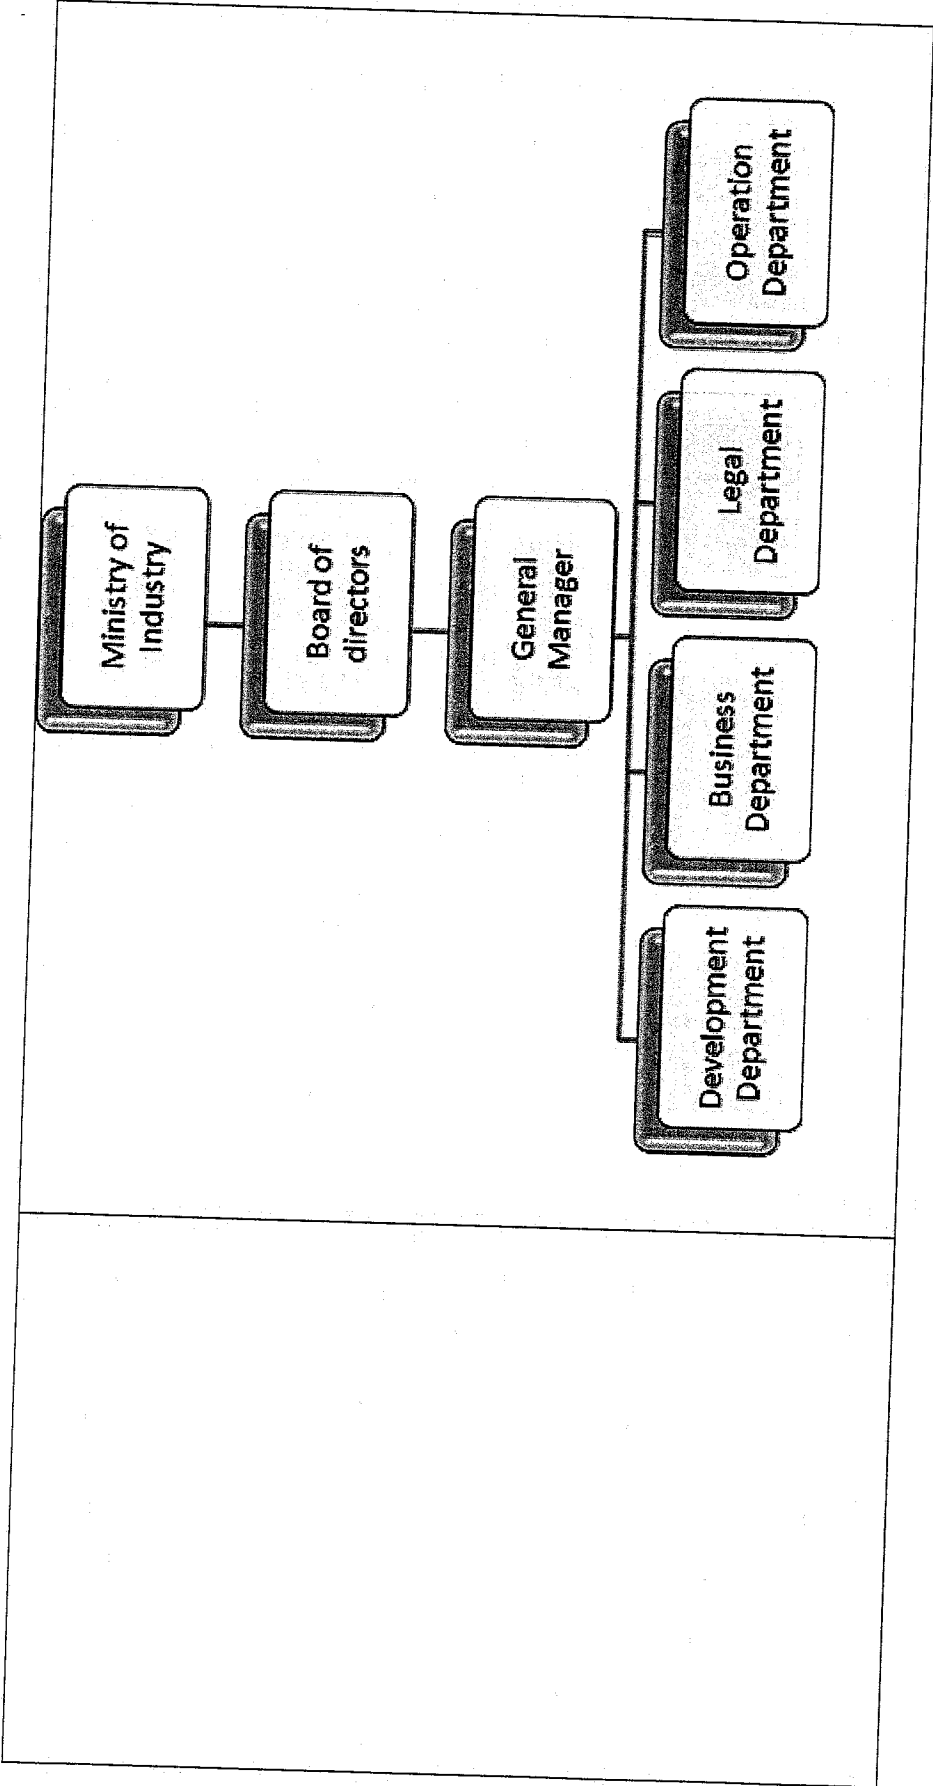 Ministry of
Industry
Board of
directors
General
Manager
Development
Department
Business
Department
Legal
Department
Operation
Department